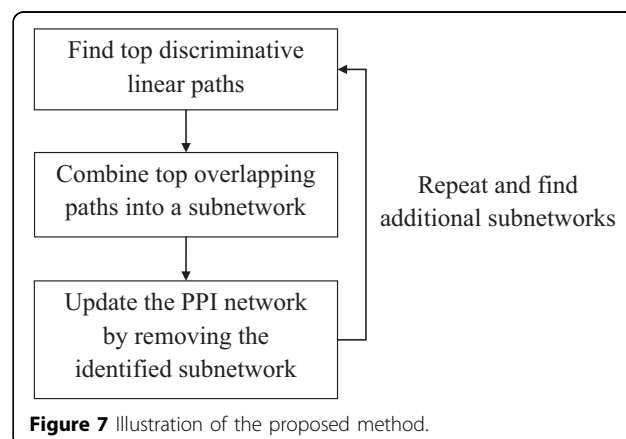 Find top discriminative
linear paths
Combine top overlapping
paths into a subnetwork
Repeat and find
additional subnetworks
Update the PPI network
by removing the
identified subnetwork
Figure 7 Illustration of the proposed method.